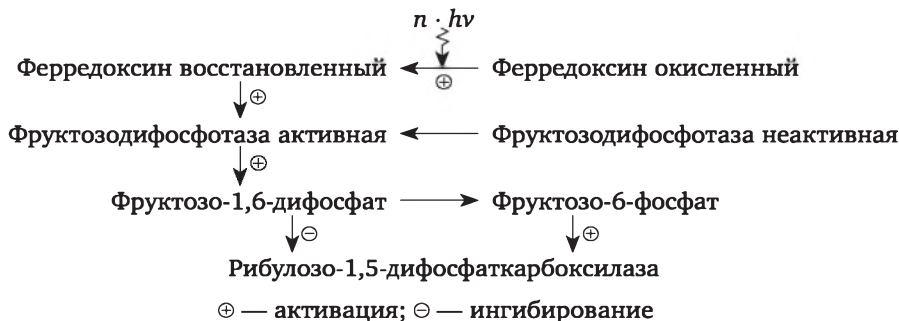 n · hν
Ферредоксин восстановленный ⊕ Ферредоксин окисленный
⊕
Фруктозодифосфотаза активная Фруктозодифосфотаза неактивная
⊕
Фруктозо-1,6-дифосфат Фруктозо-6-фосфат
⊖ ⊕
Рибулозо-1,5-дифосфаткарбоксилаза
⊕ — активация; ⊖ — ингибирование